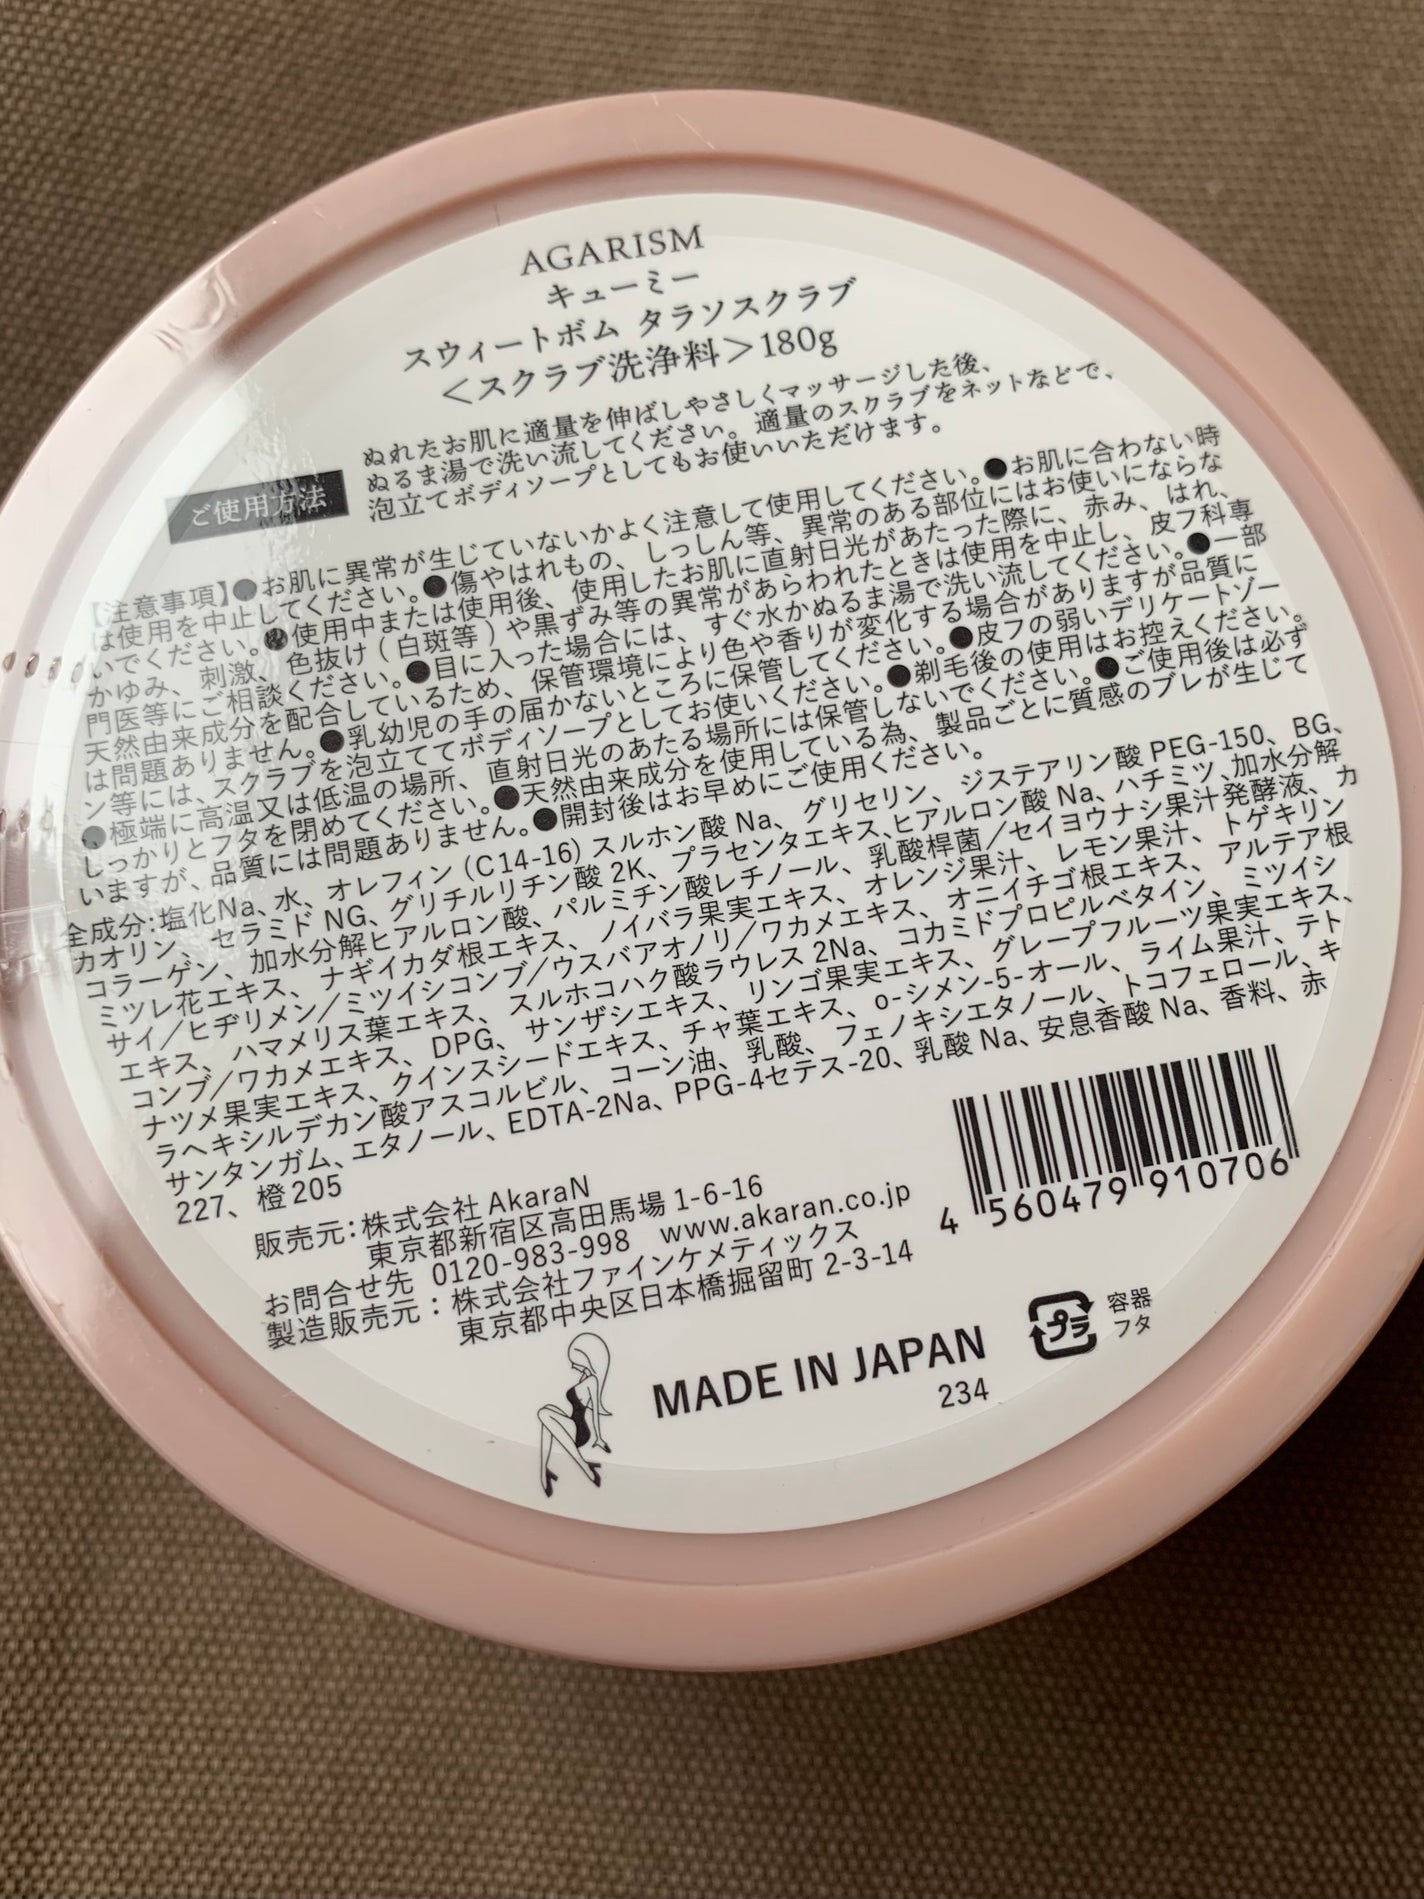 AGARISM
キューミー
スウィートボム タラソスクラブ
＜スクラブ洗浄料＞180g
ご使用方法
ぬれたお肌に適量を伸ばしやさしくマッサージした後、
ぬるま湯で洗い流してください。適量のスクラブをネットなどで、
泡立てボディソープとしてもお使いいただけます。
【注意事項】●お肌に異常が生じていないかよく注意して使用してください。●お肌に合わない時
は使用を中止してください。●傷やはれもの、しっしん等、異常のある部位にはお使いにならな
いでください。●使用中または使用後、使用したお肌に直射日光があたった際に、赤み、はれ、
かゆみ、刺激、色抜け（白斑等）や黒ずみ等の異常があらわれたときは使用を中止し、皮フ科専
門医等にご相談ください。●目に入った場合には、すぐ水かぬるま湯で洗い流してください。●一部
天然由来成分を配合しているため、保管環境により色や香りが変化する場合がありますが品質に
は問題ありません。●乳幼児の手の届かないところに保管してください。●皮フの弱いデリケートゾー
ン等には、スクラブを泡立ててボディソープとしてお使いください。●剃毛後の使用はお控えください。
●極端に高温又は低温の場所、直射日光のあたる場所には保管しないでください。●ご使用後は必ず
しっかりとフタを閉めてください。●天然由来成分を使用している為、製品ごとに質感のブレが生じて
いますが、品質には問題ありません。●開封後はお早めにご使用ください。
全成分:塩化Na、水、オレフィン(C14-16)スルホン酸Na、グリセリン、ジステアリン酸PEG-150、BG、
カオリン、セラミドNG、グリチルリチン酸2K、プラセンタエキス、ヒアルロン酸Na、ハチミツ、加水分解
コラーゲン、加水分解ヒアルロン酸、パルミチン酸レチノール、乳酸桿菌／セイヨウナシ果汁発酵液、カ
ミツレ花エキス、ナギイカダ根エキス、ノイバラ果実エキス、オレンジ果汁、レモン果汁、トゲキリン
サイ／ヒヂリメン／ミツイシコンブ／ウスバアオノリ／ワカメエキス、オニイチゴ根エキス、アルテア根
エキス、ハマメリス葉エキス、スルホコハク酸ラウレス2Na、コカミドプロピルベタイン、ミツイシ
コンブ／ワカメエキス、DPG、サンザシエキス、リンゴ果実エキス、グレープフルーツ果実エキス、
ナツメ果実エキス、クインスシードエキス、チャ葉エキス、o-シメン-5-オール、ライム果汁、テト
ラヘキシルデカン酸アスコルビル、コーン油、乳酸、フェノキシエタノール、トコフェロール、キ
サンタンガム、エタノール、EDTA-2Na、PPG-4セテス-20、乳酸Na、安息香酸Na、香料、赤
227、橙205
販売元:株式会社AkaraN
東京都新宿区高田馬場1-6-16
お問合せ先 0120-983-998 www.akaran.co.jp
製造販売元：株式会社ファインケメティックス
東京都中央区日本橋掘留町 2-3-14
4 560479 910706
プラ
容器
フタ
MADE IN JAPAN
234